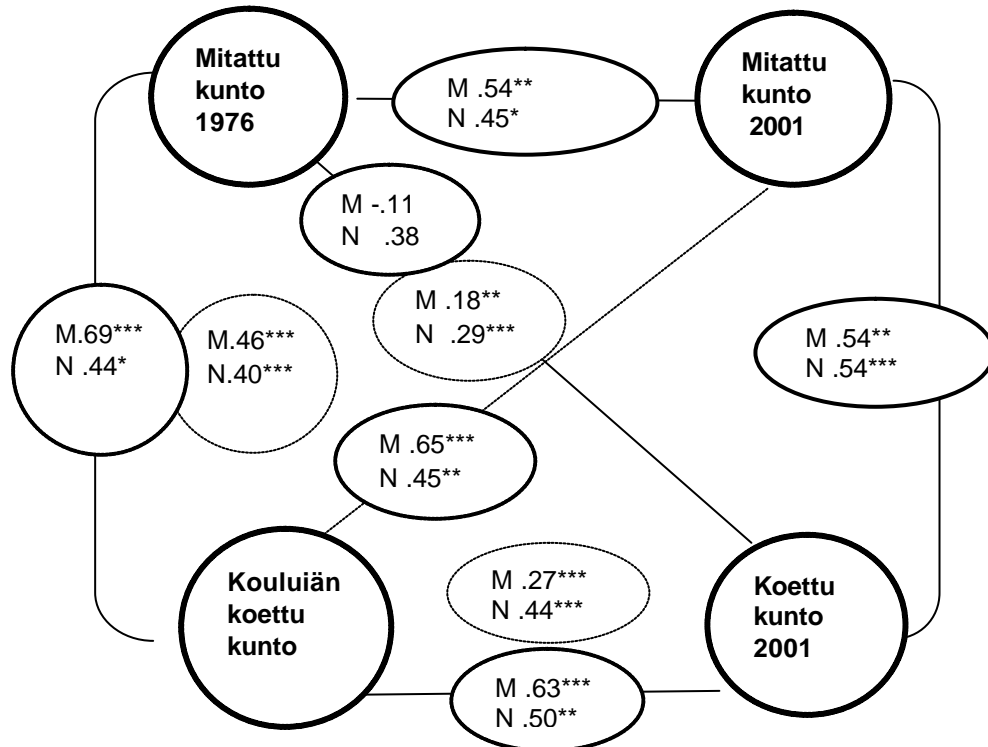 Mitattu
kunto
1976
M .54**
N .45*
Mitattu
kunto
2001
M -.11
N .38
M .18**
N .29***
M.69***
N .44*
M.46***
N.40***
M .54**
N .54***
M .65***
N .45**
Kouluiän
koettu
kunto
M .27***
N .44***
Koettu
kunto
2001
M .63***
N .50**